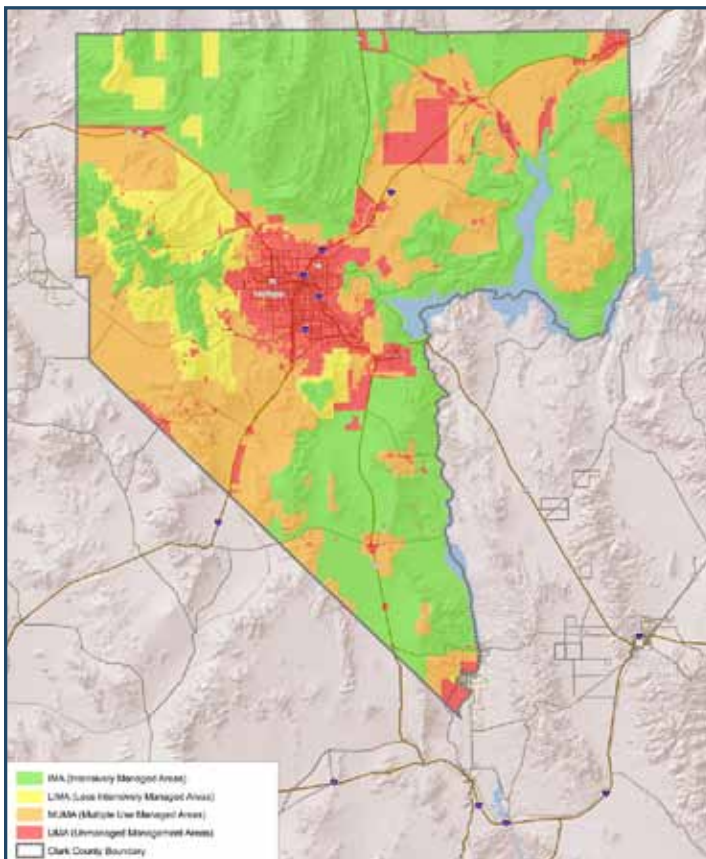 IMA (Intensively Managed Areas)
LIMA (Less Intensively Managed Areas)
MUMA (Multiple Use Managed Areas)
UMA (Unmanaged Management Areas)
Clark County Boundary